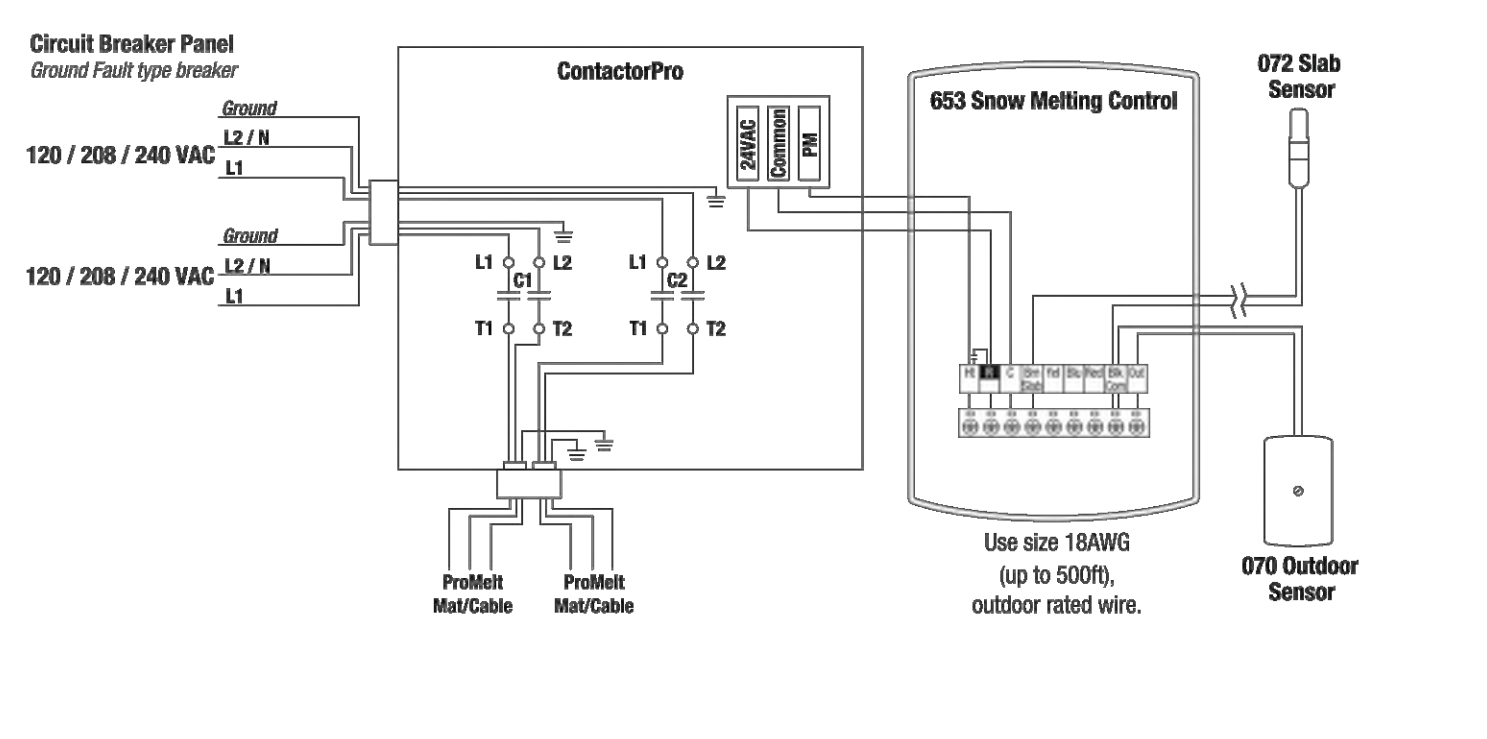 Circuit Breaker Panel
Ground Fault type breaker
Ground
L2 / N
120 / 208 / 240 VAC
L1
Ground
L2 / N
120 / 208 / 240 VAC
L1
ContactorPro
24VAC
Common
PM
L1
C1
L2
L1
C2
L2
T1
T2
T1
T2
ProMelt
Mat/Cable
ProMelt
Mat/Cable
653 Snow Melting Control
Ht
R
C
Brn
Slab
Yel
Blu
Red
Blk
Com
Out
Use size 18AWG
(up to 500ft),
outdoor rated wire.
072 Slab
Sensor
070 Outdoor
Sensor